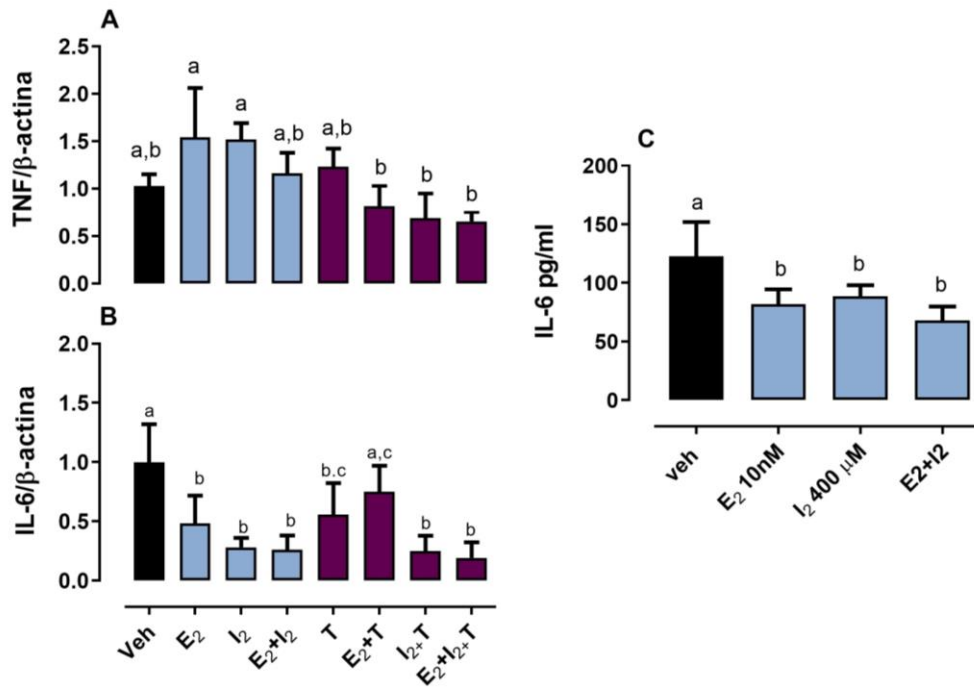 A
TNF/β-actina
2.5
2.0
1.5
1.0
0.5
0.0
a,b
a
a
a,b
a,b
b
b
b
B
IL-6/β-actina
2.0
1.5
1.0
0.5
0.0
a
b
b
b
b,c
a,c
b
b
Veh
E₂
I₂
E₂+I₂
T
E₂+T
I₂₊T
E₂+I₂₊T
C
IL-6 pg/ml
200
150
100
50
0
a
b
b
b
veh
E₂ 10nM
I₂ 400 μM
E2+I2